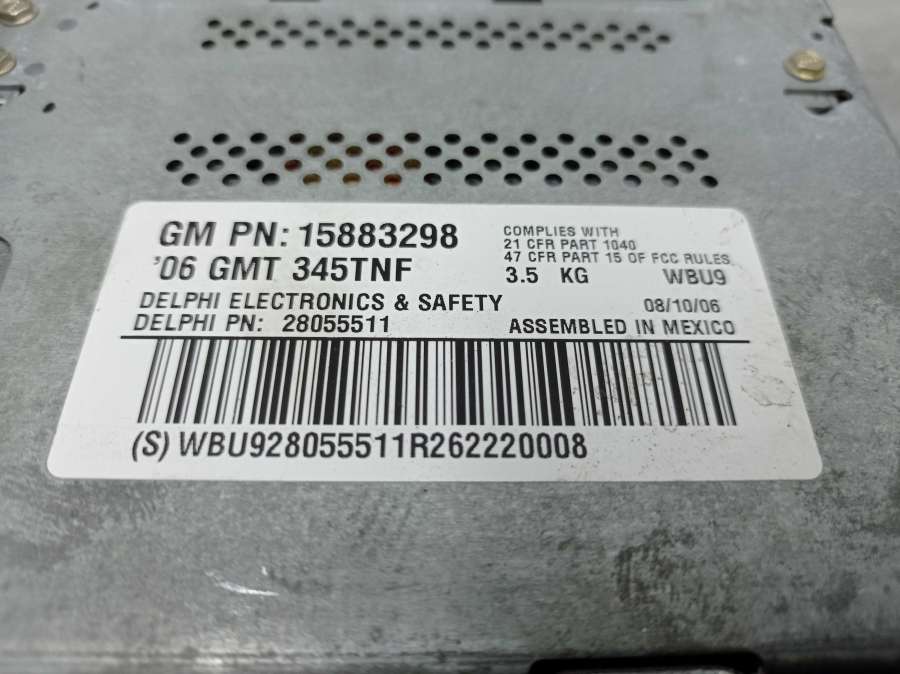 GM PN: 15883298
'06 GMT 345TNF
COMPLIES WITH
21 CFR PART 1040
47 CFR PART 15 OF FCC RULES
3.5 KG WBU9
DELPHI ELECTRONICS & SAFETY 08/10/06
DELPHI PN: 28055511 ASSEMBLED IN MEXICO
(S) WBU928055511R262220008